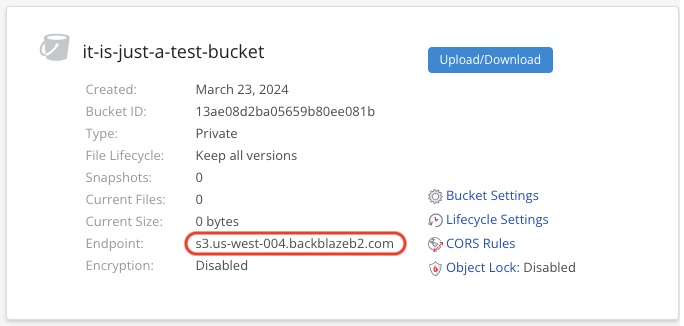 it-is-just-a-test-bucket
Upload/Download
Created: March 23, 2024
Bucket ID: 13ae08d2ba05659b80ee081b
Type: Private
File Lifecycle: Keep all versions
Snapshots: 0
Current Files: 0
Current Size: 0 bytes
Endpoint: s3.us-west-004.backblazeb2.com
Encryption: Disabled
Bucket Settings
Lifecycle Settings
CORS Rules
Object Lock: Disabled